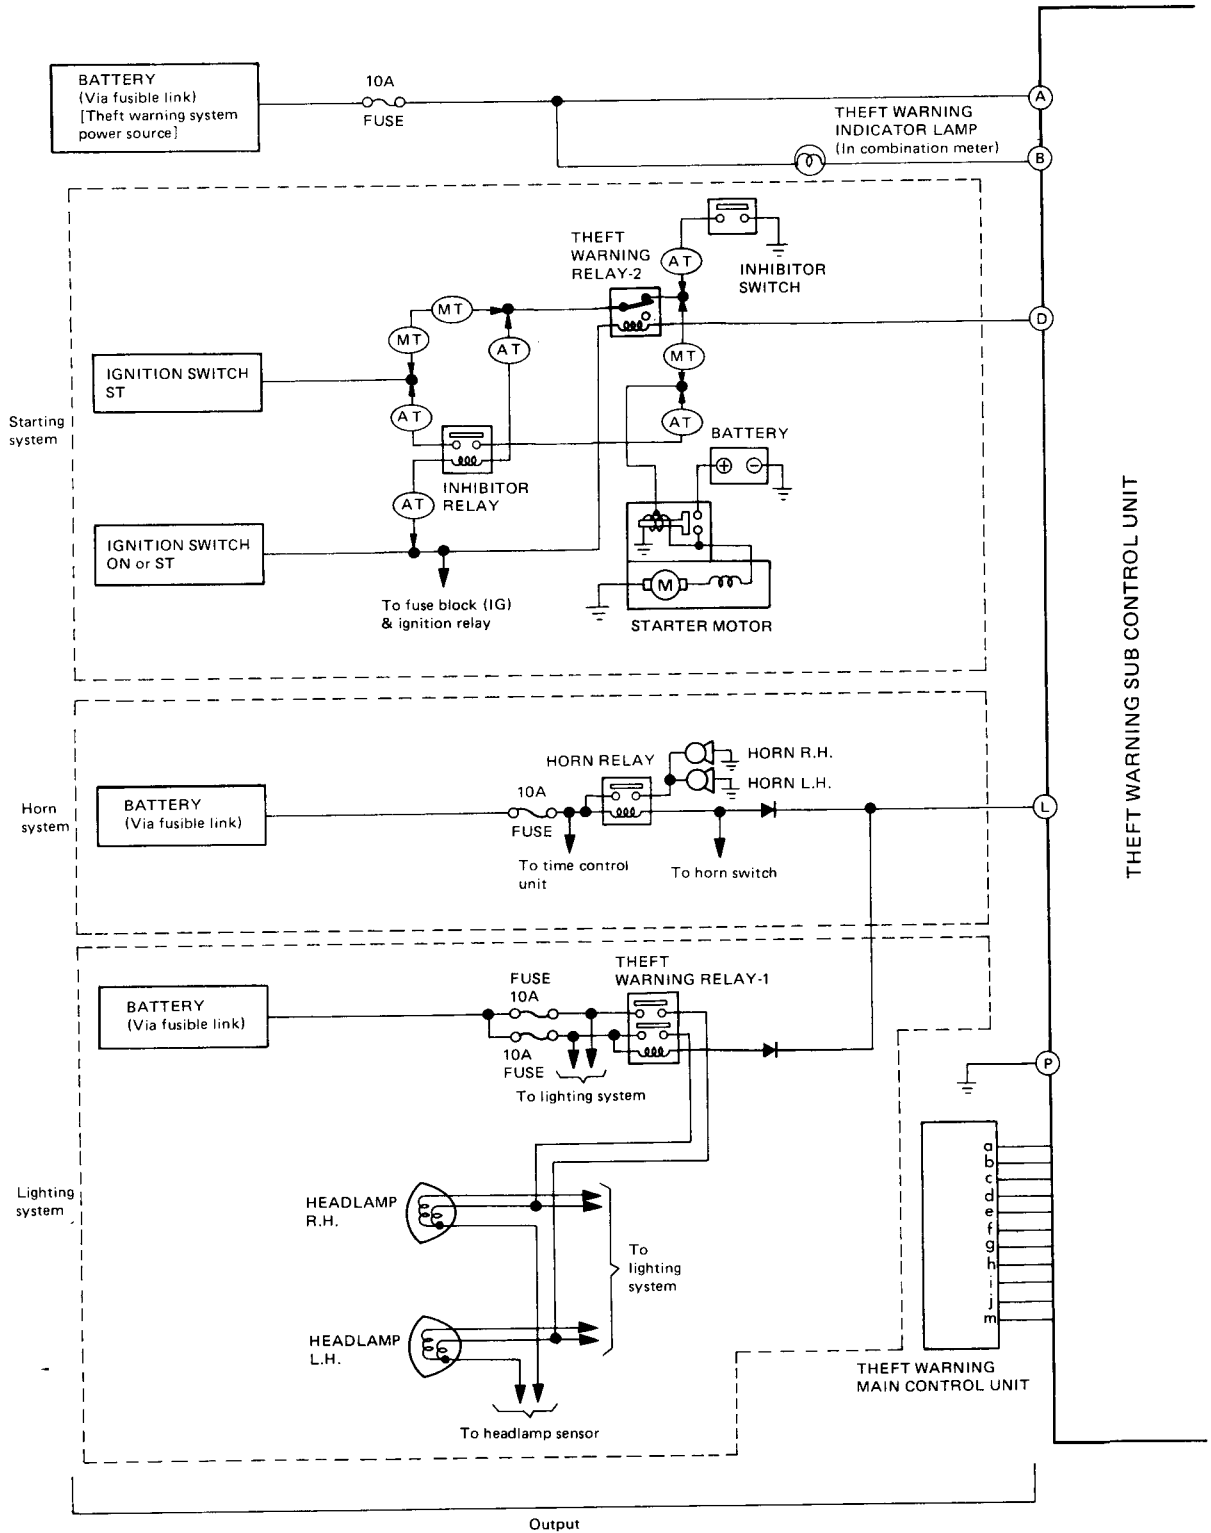 BATTERY
(Via fusible link)
[Theft warning system
power source]
10A
FUSE
A
THEFT WARNING
INDICATOR LAMP
(In combination meter)
B
Starting
system
THEFT
WARNING
RELAY-2
AT
INHIBITOR
SWITCH
MT
MT
AT
D
MT
IGNITION SWITCH
ST
AT
AT
BATTERY
INHIBITOR
RELAY
AT
IGNITION SWITCH
ON or ST
To fuse block (IG)
& ignition relay
M
STARTER MOTOR
THEFT WARNING SUB CONTROL UNIT
Horn
system
HORN RELAY
HORN R.H.
HORN L.H.
BATTERY
(Via fusible link)
10A
FUSE
L
To time control
unit
To horn switch
Lighting
system
THEFT
WARNING RELAY-1
BATTERY
(Via fusible link)
FUSE
10A
10A
FUSE
To lighting system
P
HEADLAMP
R.H.
To
lighting
system
HEADLAMP
L.H.
To headlamp sensor
a
b
c
d
e
f
g
h
i
j
m
THEFT WARNING
MAIN CONTROL UNIT
Output